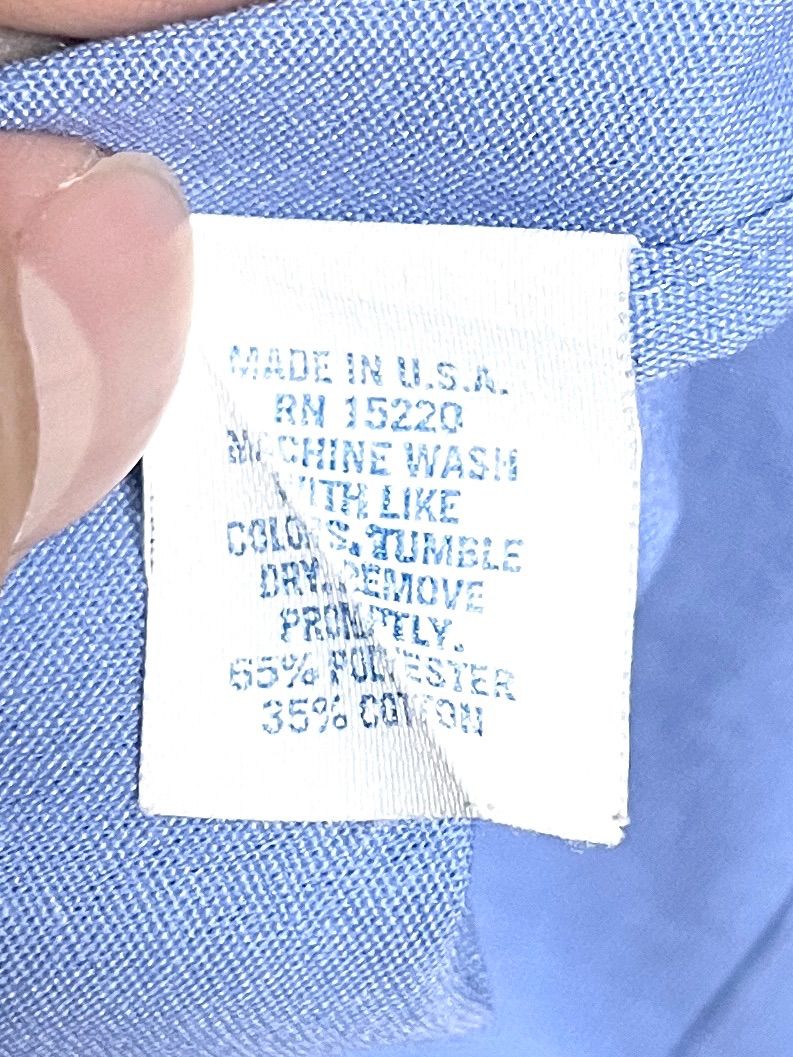 MADE IN U.S.A.
RN 15220
MACHINE WASH
WITH LIKE
COLORS. TUMBLE
DRY. REMOVE
PROMPTLY.
65% POLYESTER
35% COTTON